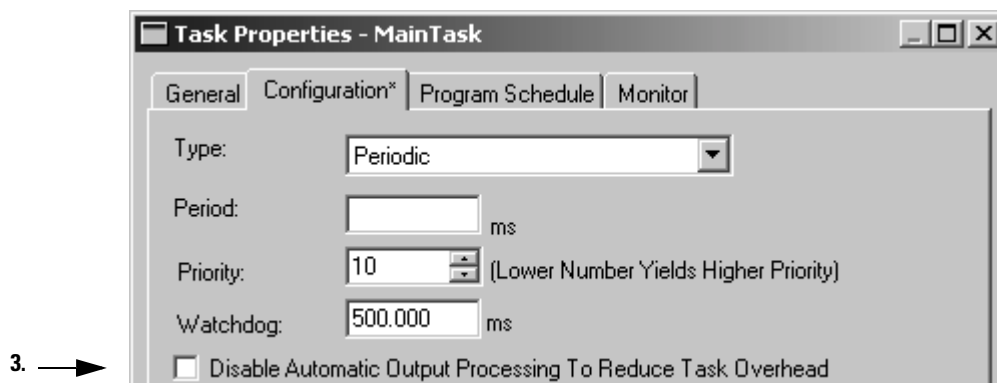 Task Properties - MainTask
General Configuration* Program Schedule Monitor
Type: Periodic
Period: ms
Priority: 10 (Lower Number Yields Higher Priority)
Watchdog: 500.000 ms
3. Disable Automatic Output Processing To Reduce Task Overhead